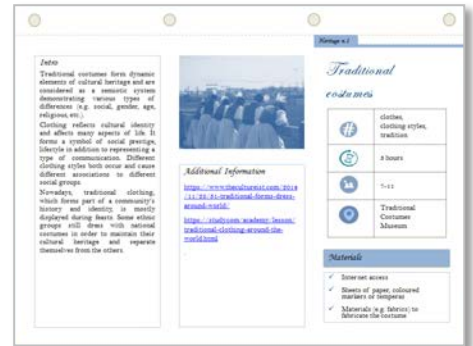 Heritage n.1
Intro
Traditional costumes form dynamic
elements of cultural heritage and are
considered as a semiotic system
demonstrating various types of
differences (e.g. social, gender, age,
religious, etc.).
Clothing reflects cultural identity
and affects many aspects of life. It
forms a symbol of social prestige,
lifestyle in addition to representing a
type of communication. Different
clothing styles both occur and cause
different associations to different
social groups.
Nowadays, traditional clothing,
which forms part of a community's
history and identity, is mostly
displayed during feasts. Some ethnic
groups still dress with national
costumes in order to maintain their
cultural heritage and separate
themselves from the others.
Additional Information
https://www.theculturist.com/2016
/11/22/51-traditional-forms-dress-
around-world/
https://study.com/academy/lesson/
traditional-clothing-around-the-
world.html
Traditional
costumes
clothes,
clothing styles,
tradition
2 hours
7-11
Traditional
Costumes
Museum
Materials
✓ Internet access
✓ Sheets of paper, coloured
markers or temperas
✓ Materials (e.g. fabrics) to
fabricate the costume